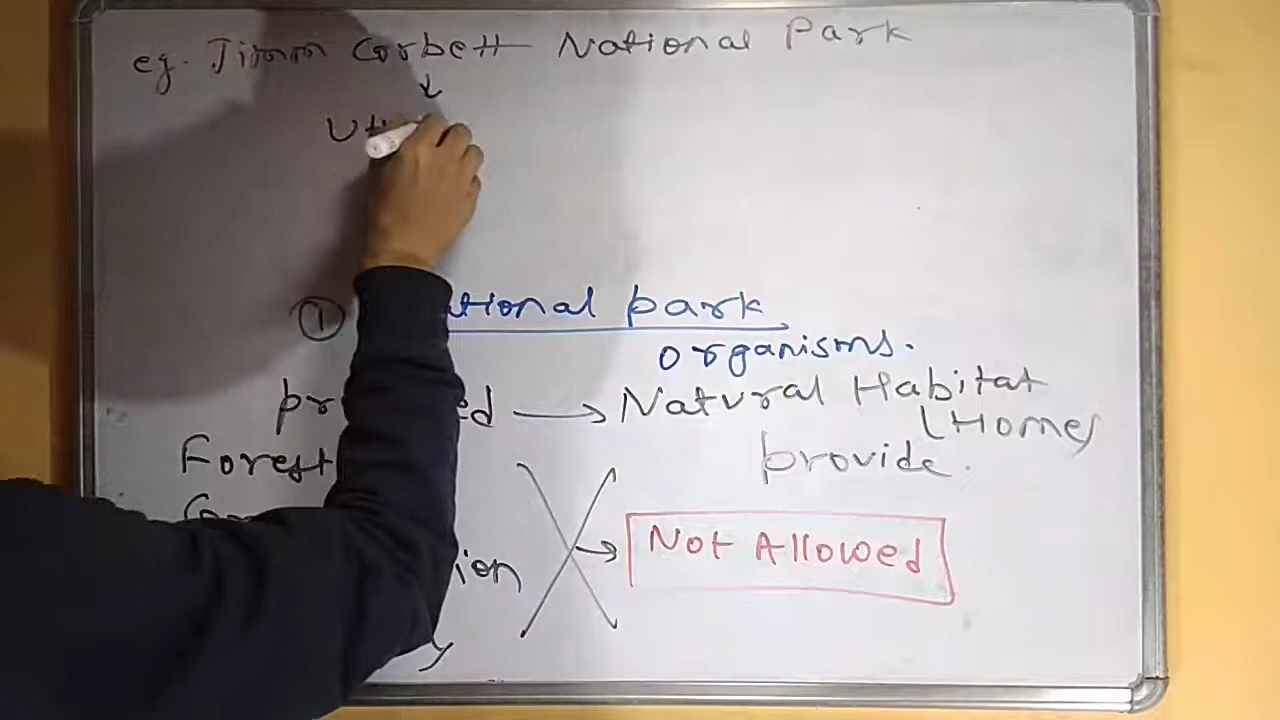 eg. Jimm Corbett National Park
↓
Ut
① ational park
organisms.
pr ed → Natural Habitat
(Home)
Forest provide.
→ Not Allowed
ion
y